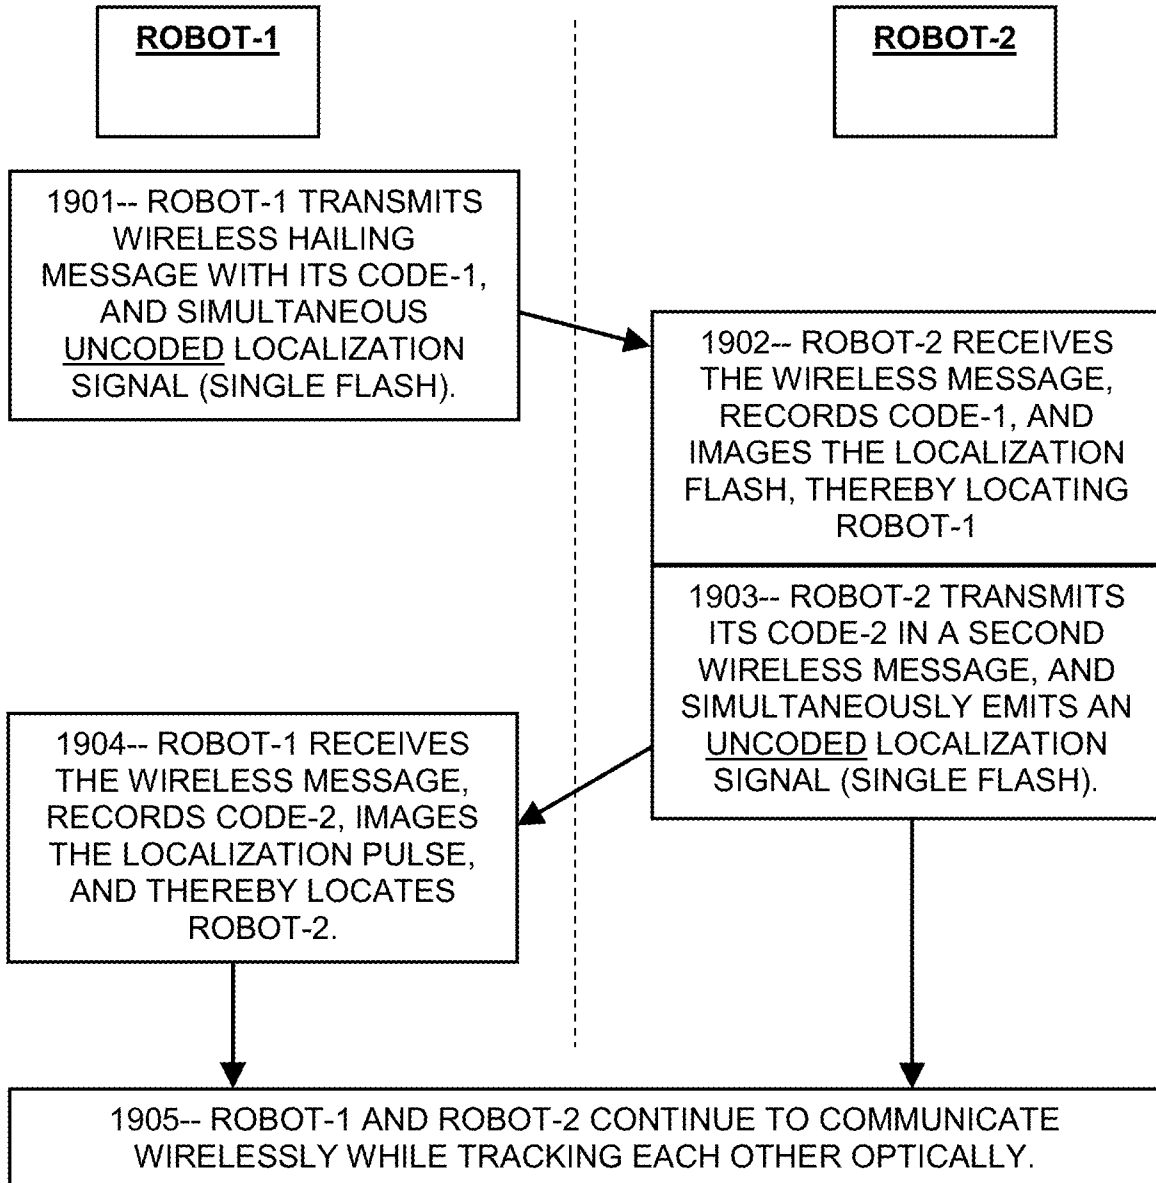 ROBOT-1
ROBOT-2
1901-- ROBOT-1 TRANSMITS
WIRELESS HAILING
MESSAGE WITH ITS CODE-1,
AND SIMULTANEOUS
UNCODED LOCALIZATION
SIGNAL (SINGLE FLASH).
1902-- ROBOT-2 RECEIVES
THE WIRELESS MESSAGE,
RECORDS CODE-1, AND
IMAGES THE LOCALIZATION
FLASH, THEREBY LOCATING
ROBOT-1
1903-- ROBOT-2 TRANSMITS
ITS CODE-2 IN A SECOND
WIRELESS MESSAGE, AND
SIMULTANEOUSLY EMITS AN
UNCODED LOCALIZATION
SIGNAL (SINGLE FLASH).
1904-- ROBOT-1 RECEIVES
THE WIRELESS MESSAGE,
RECORDS CODE-2, IMAGES
THE LOCALIZATION PULSE,
AND THEREBY LOCATES
ROBOT-2.
1905-- ROBOT-1 AND ROBOT-2 CONTINUE TO COMMUNICATE
WIRELESSLY WHILE TRACKING EACH OTHER OPTICALLY.